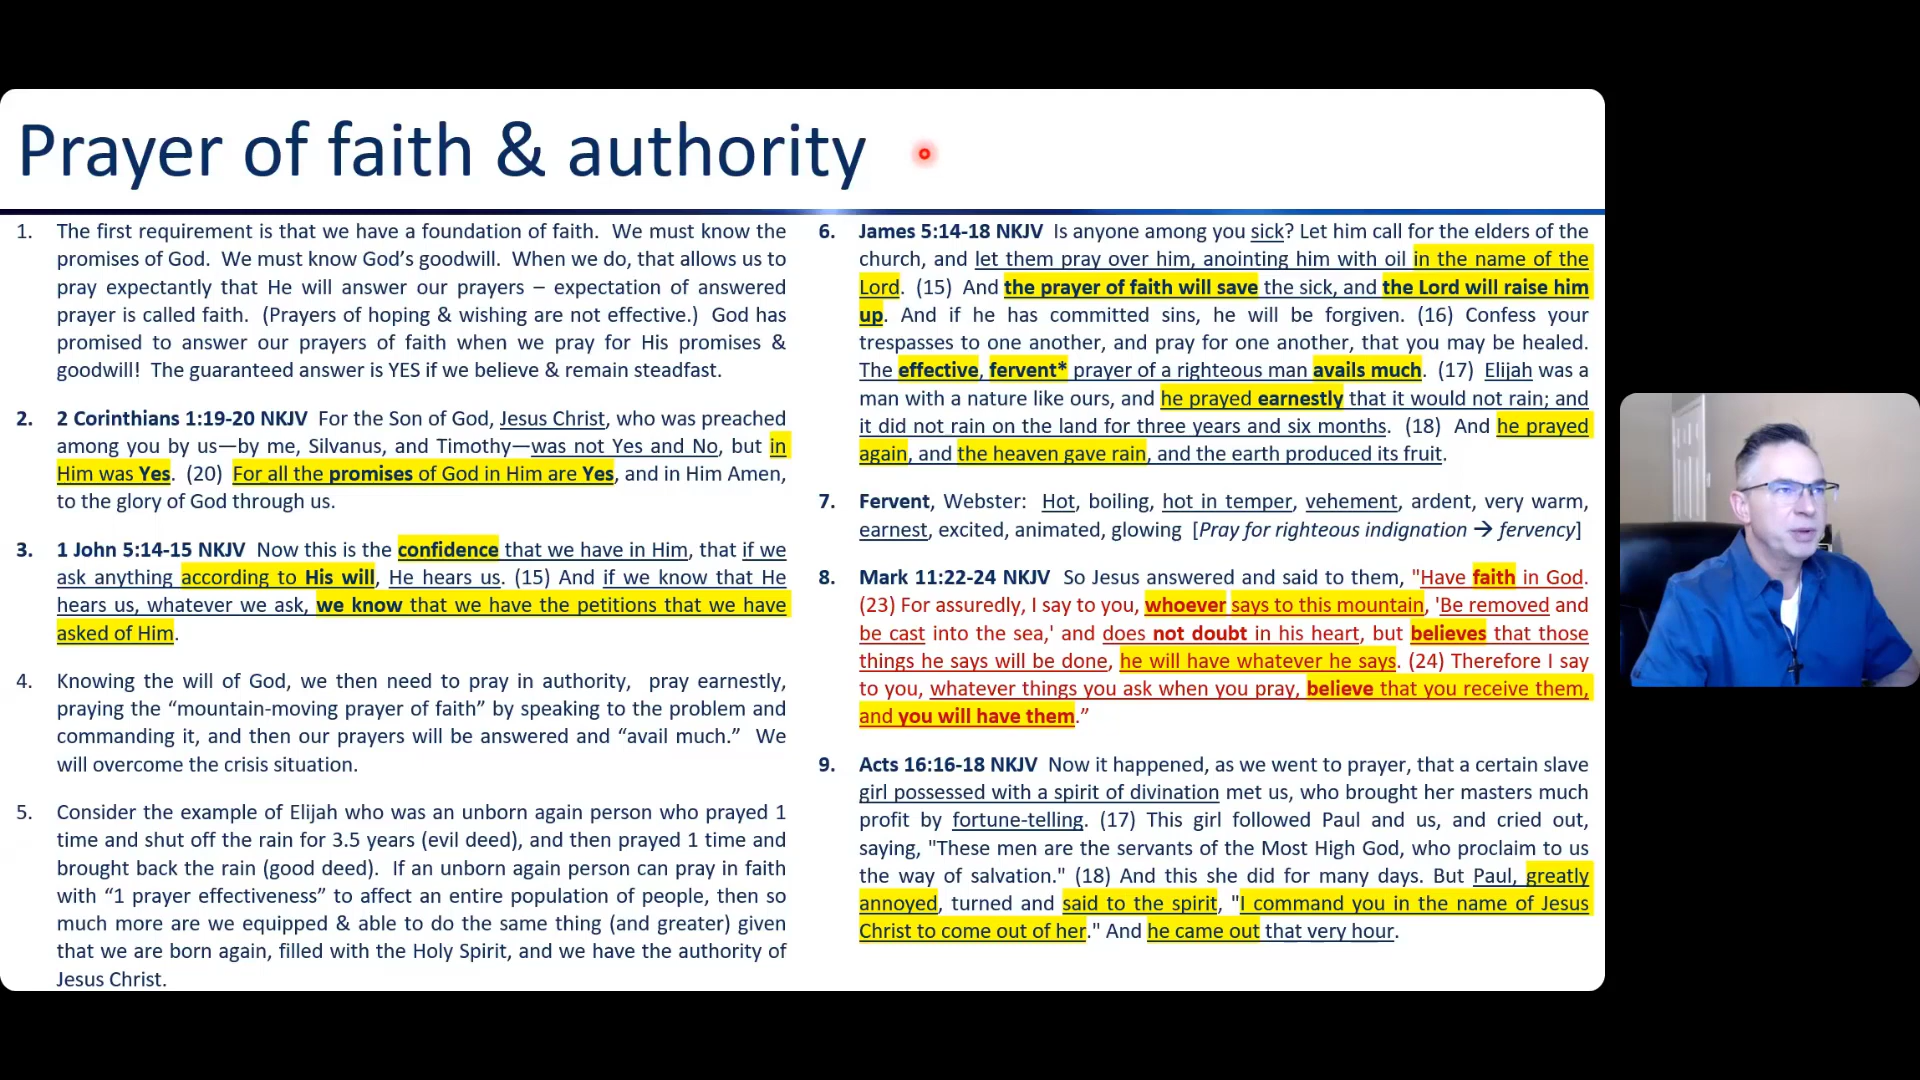 Prayer of faith & authority
1. The first requirement is that we have a foundation of faith. We must know the
promises of God. We must know God’s goodwill. When we do, that allows us to
pray expectantly that He will answer our prayers – expectation of answered
prayer is called faith. (Prayers of hoping & wishing are not effective.) God has
promised to answer our prayers of faith when we pray for His promises &
goodwill! The guaranteed answer is YES if we believe & remain steadfast.
2. 2 Corinthians 1:19-20 NKJV For the Son of God, Jesus Christ, who was preached
among you by us—by me, Silvanus, and Timothy—was not Yes and No, but in
Him was Yes. (20) For all the promises of God in Him are Yes, and in Him Amen,
to the glory of God through us.
3. 1 John 5:14-15 NKJV Now this is the confidence that we have in Him, that if we
ask anything according to His will, He hears us. (15) And if we know that He
hears us, whatever we ask, we know that we have the petitions that we have
asked of Him.
4. Knowing the will of God, we then need to pray in authority, pray earnestly,
praying the “mountain-moving prayer of faith” by speaking to the problem and
commanding it, and then our prayers will be answered and “avail much.” We
will overcome the crisis situation.
5. Consider the example of Elijah who was an unborn again person who prayed 1
time and shut off the rain for 3.5 years (evil deed), and then prayed 1 time and
brought back the rain (good deed). If an unborn again person can pray in faith
with “1 prayer effectiveness” to affect an entire population of people, then so
much more are we equipped & able to do the same thing (and greater) given
that we are born again, filled with the Holy Spirit, and we have the authority of
Jesus Christ.
6. James 5:14-18 NKJV Is anyone among you sick? Let him call for the elders of the
church, and let them pray over him, anointing him with oil in the name of the
Lord. (15) And the prayer of faith will save the sick, and the Lord will raise him
up. And if he has committed sins, he will be forgiven. (16) Confess your
trespasses to one another, and pray for one another, that you may be healed.
The effective, fervent* prayer of a righteous man avails much. (17) Elijah was a
man with a nature like ours, and he prayed earnestly that it would not rain; and
it did not rain on the land for three years and six months. (18) And he prayed
again, and the heaven gave rain, and the earth produced its fruit.
7. Fervent, Webster: Hot, boiling, hot in temper, vehement, ardent, very warm,
earnest, excited, animated, glowing [Pray for righteous indignation → fervency]
8. Mark 11:22-24 NKJV So Jesus answered and said to them, "Have faith in God.
(23) For assuredly, I say to you, whoever says to this mountain, 'Be removed and
be cast into the sea,' and does not doubt in his heart, but believes that those
things he says will be done, he will have whatever he says. (24) Therefore I say
to you, whatever things you ask when you pray, believe that you receive them,
and you will have them.”
9. Acts 16:16-18 NKJV Now it happened, as we went to prayer, that a certain slave
girl possessed with a spirit of divination met us, who brought her masters much
profit by fortune-telling. (17) This girl followed Paul and us, and cried out,
saying, "These men are the servants of the Most High God, who proclaim to us
the way of salvation." (18) And this she did for many days. But Paul, greatly
annoyed, turned and said to the spirit, "I command you in the name of Jesus
Christ to come out of her." And he came out that very hour.